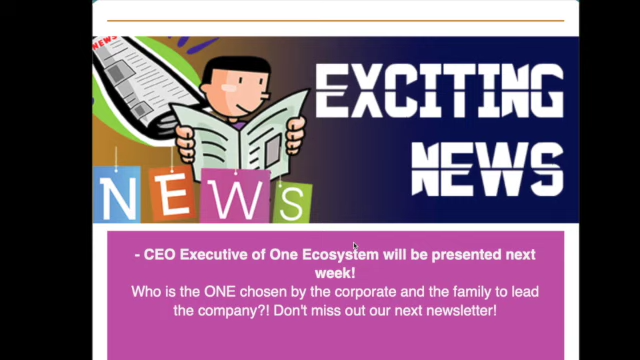 NEWS
EXCITING
NEWS
NEWS
- CEO Executive of One Ecosystem will be presented next
week!
Who is the ONE chosen by the corporate and the family to lead
the company?! Don't miss out our next newsletter!